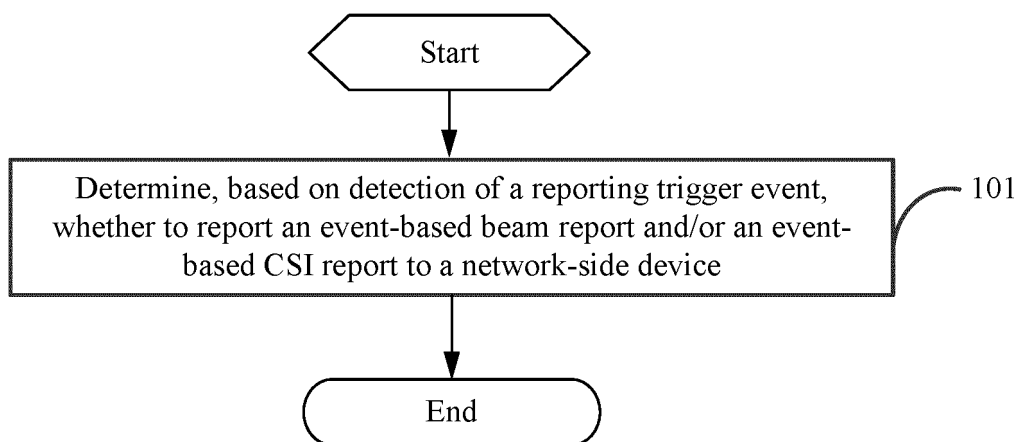 Start
Determine, based on detection of a reporting trigger event,
whether to report an event-based beam report and/or an event-
based CSI report to a network-side device
101
End